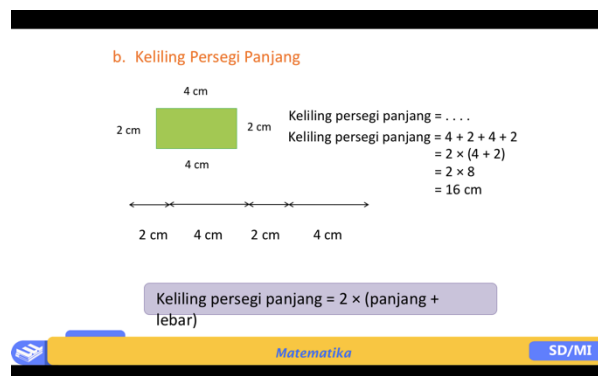 b. Keliling Persegi Panjang
4 cm
2 cm
2 cm
4 cm
Keliling persegi panjang = . . . .
Keliling persegi panjang = 4 + 2 + 4 + 2
= 2 × (4 + 2)
= 2 × 8
= 16 cm
2 cm 4 cm 2 cm 4 cm
Keliling persegi panjang = 2 × (panjang +
lebar)
Matematika
SD/MI